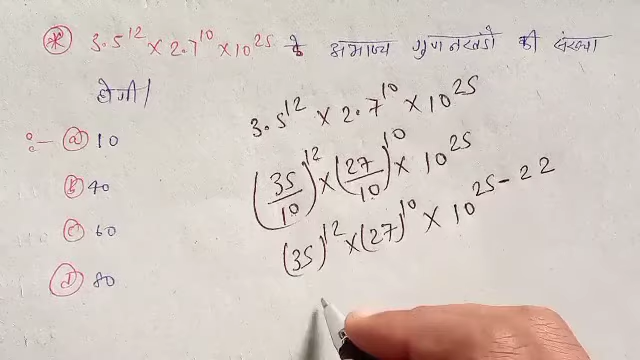 * 3.5^12 × 2.7^10 × 10^25 के अभाज्य गुणनखंडो की संख्या
होगी।
:- (a) 10
(b) 40
(c) 60
(d) 80
3.5^12 × 2.7^10 × 10^25
(35/10)^12 × (27/10)^10 × 10^25
(35)^12 × (27)^10 × 10^25-22